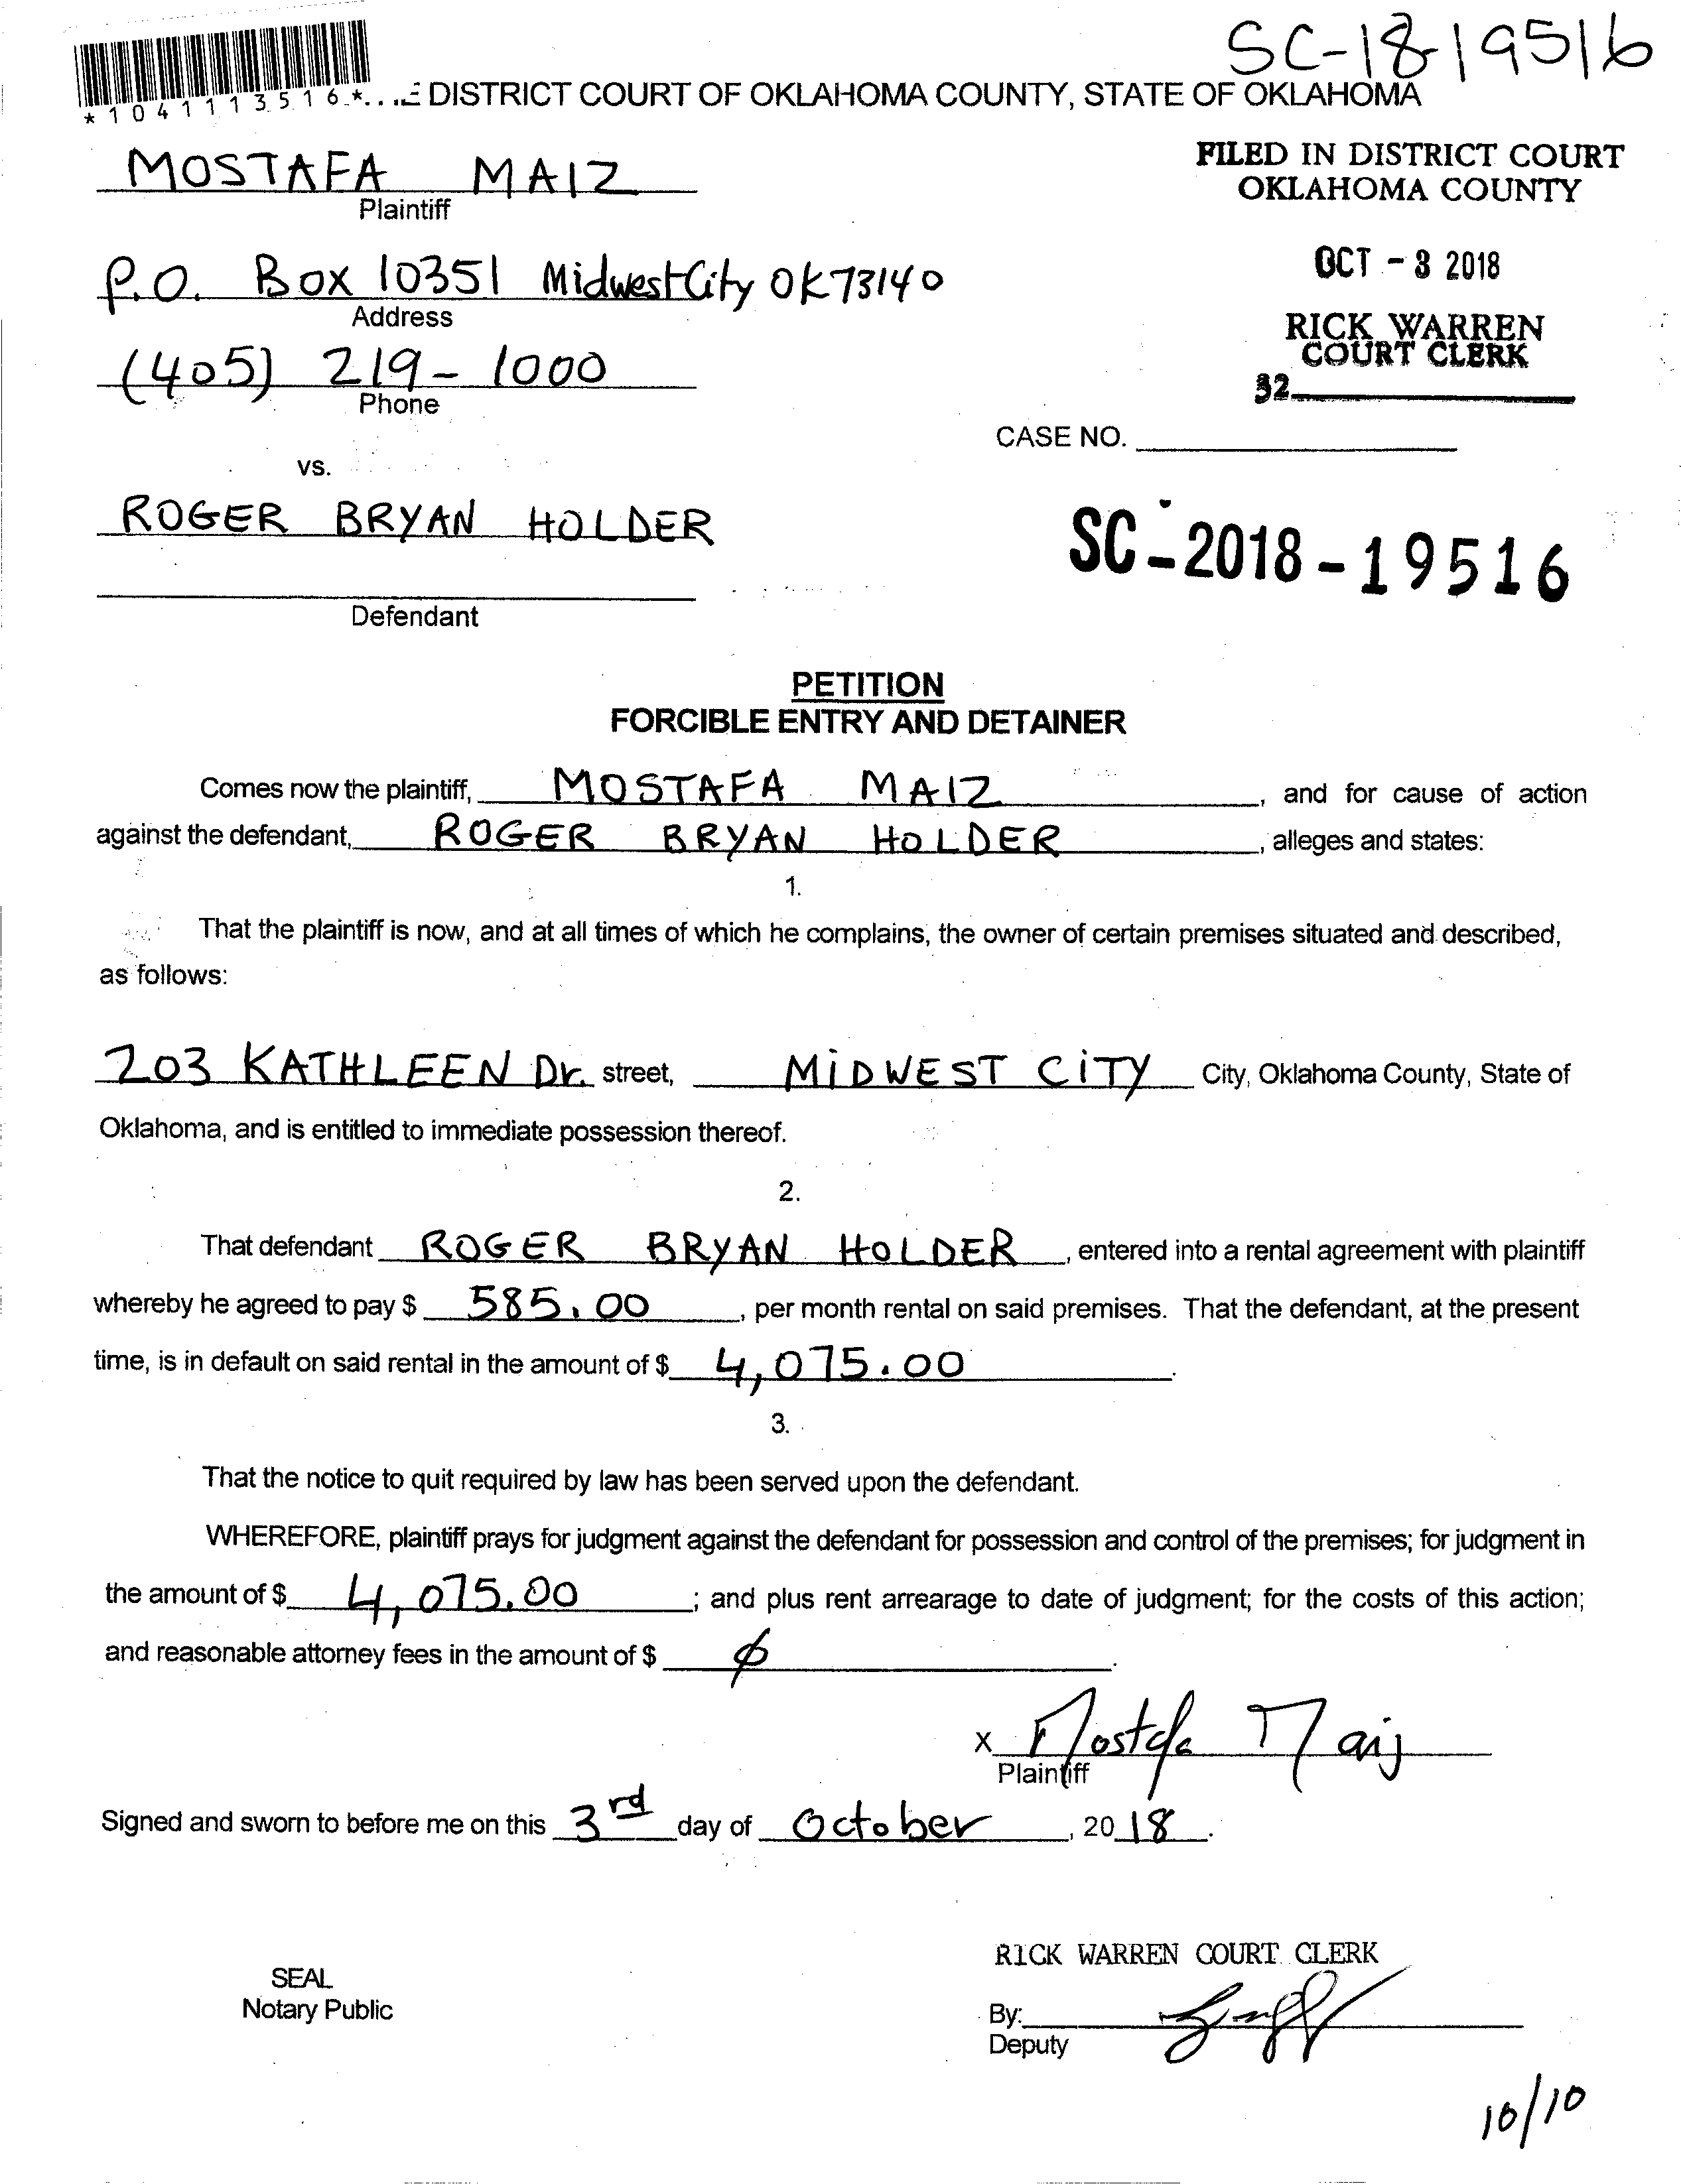 SC-18-19516
*1041113516*
E DISTRICT COURT OF OKLAHOMA COUNTY, STATE OF OKLAHOMA
MOSTAFA MAIZ
Plaintiff
FILED IN DISTRICT COURT
OKLAHOMA COUNTY
P.O. Box 10351 Midwest City OK 73140
Address
OCT - 3 2018
(405) 219-1000
Phone
RICK WARREN
COURT CLERK
32
CASE NO.
vs.
ROGER BRYAN HOLDER
Defendant
SC-2018-19516
PETITION
FORCIBLE ENTRY AND DETAINER
Comes now the plaintiff, MOSTAFA MAIZ, and for cause of action
against the defendant, ROGER BRYAN HOLDER, alleges and states:
1.
That the plaintiff is now, and at all times of which he complains, the owner of certain premises situated and described,
as follows:
203 KATHLEEN Dr. street, MIDWEST CITY City, Oklahoma County, State of
Oklahoma, and is entitled to immediate possession thereof.
2.
That defendant ROGER BRYAN HOLDER, entered into a rental agreement with plaintiff
whereby he agreed to pay $ 585.00, per month rental on said premises. That the defendant, at the present
time, is in default on said rental in the amount of $ 4,075.00.
3.
That the notice to quit required by law has been served upon the defendant.
WHEREFORE, plaintiff prays for judgment against the defendant for possession and control of the premises; for judgment in
the amount of $ 4,075.00; and plus rent arrearage to date of judgment; for the costs of this action;
and reasonable attorney fees in the amount of $ ϕ.
X Mostafa Maiz
Plaintiff
Signed and sworn to before me on this 3rd day of October, 2018.
RICK WARREN COURT CLERK
SEAL
Notary Public
By:
Deputy
10/10